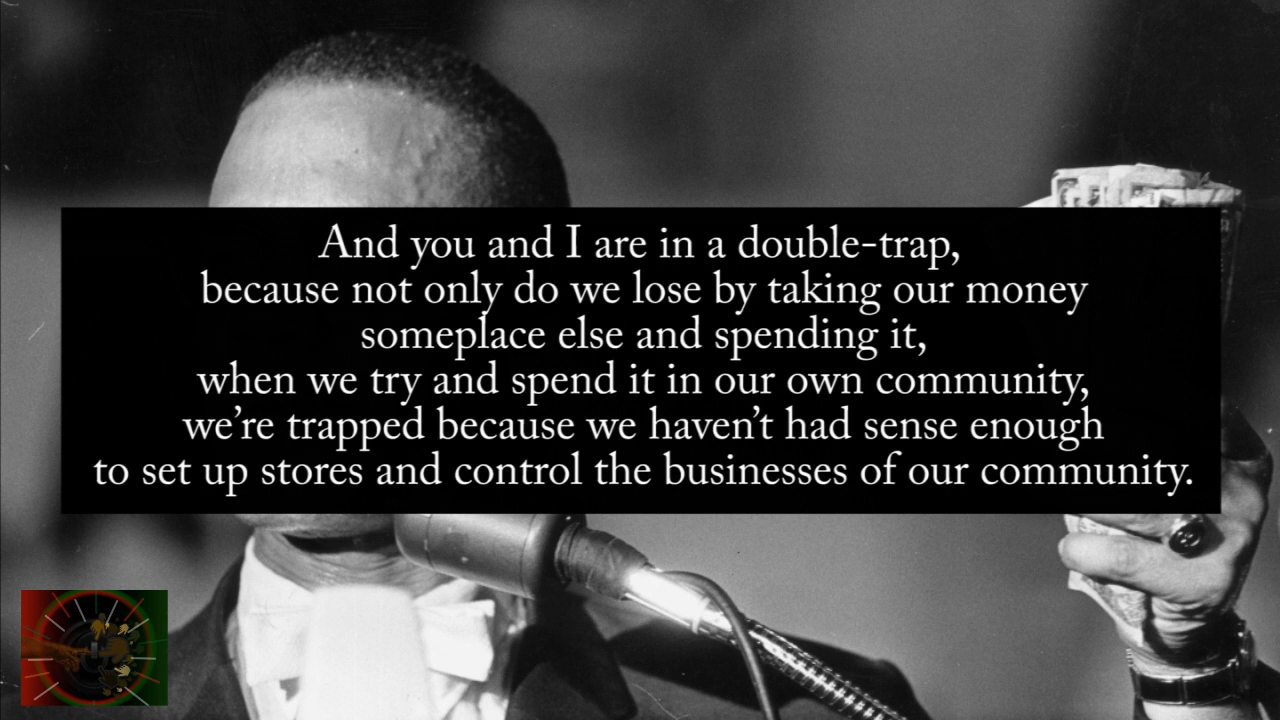 And you and I are in a double-trap,
because not only do we lose by taking our money
someplace else and spending it,
when we try and spend it in our own community,
we’re trapped because we haven’t had sense enough
to set up stores and control the businesses of our community.